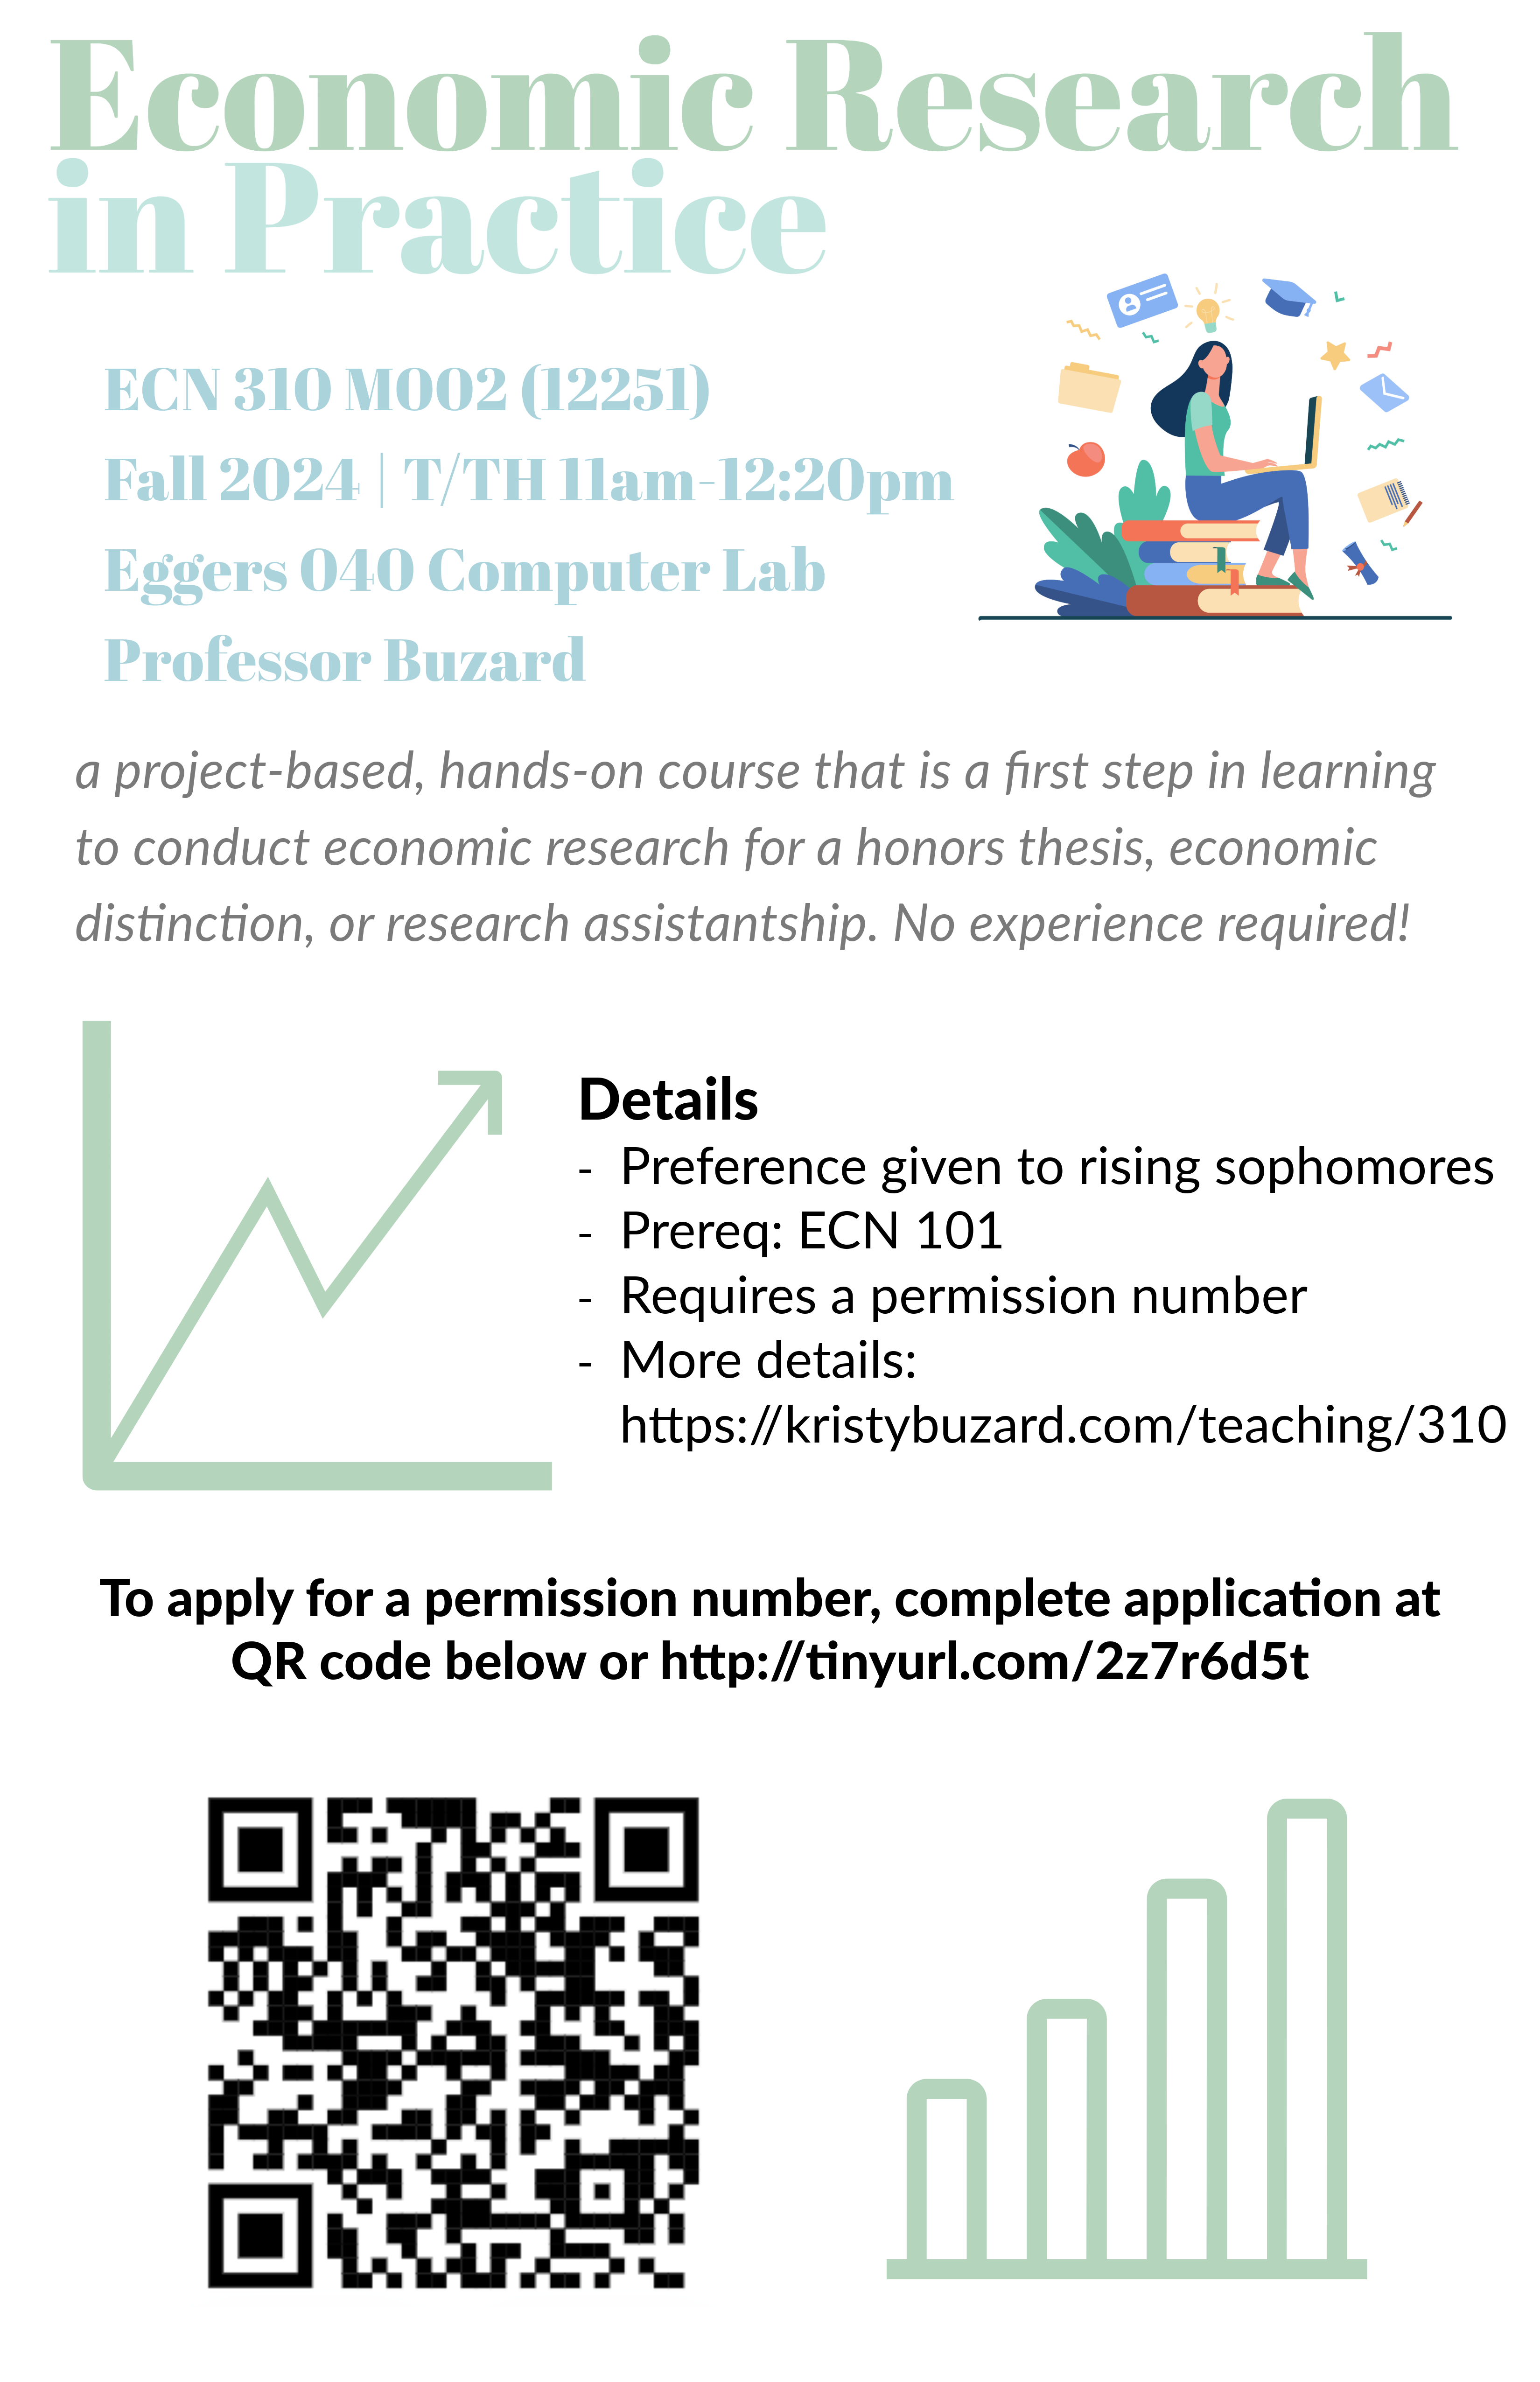 Economic Research
in Practice
ECN 310 M002 (12251)
Fall 2024 | T/TH 11am-12:20pm
Eggers 040 Computer Lab
Professor Buzard
a project-based, hands-on course that is a first step in learning
to conduct economic research for a honors thesis, economic
distinction, or research assistantship. No experience required!
Details
- Preference given to rising sophomores
- Prereq: ECN 101
- Requires a permission number
- More details:
https://kristybuzard.com/teaching/310
To apply for a permission number, complete application at
QR code below or http://tinyurl.com/2z7r6d5t